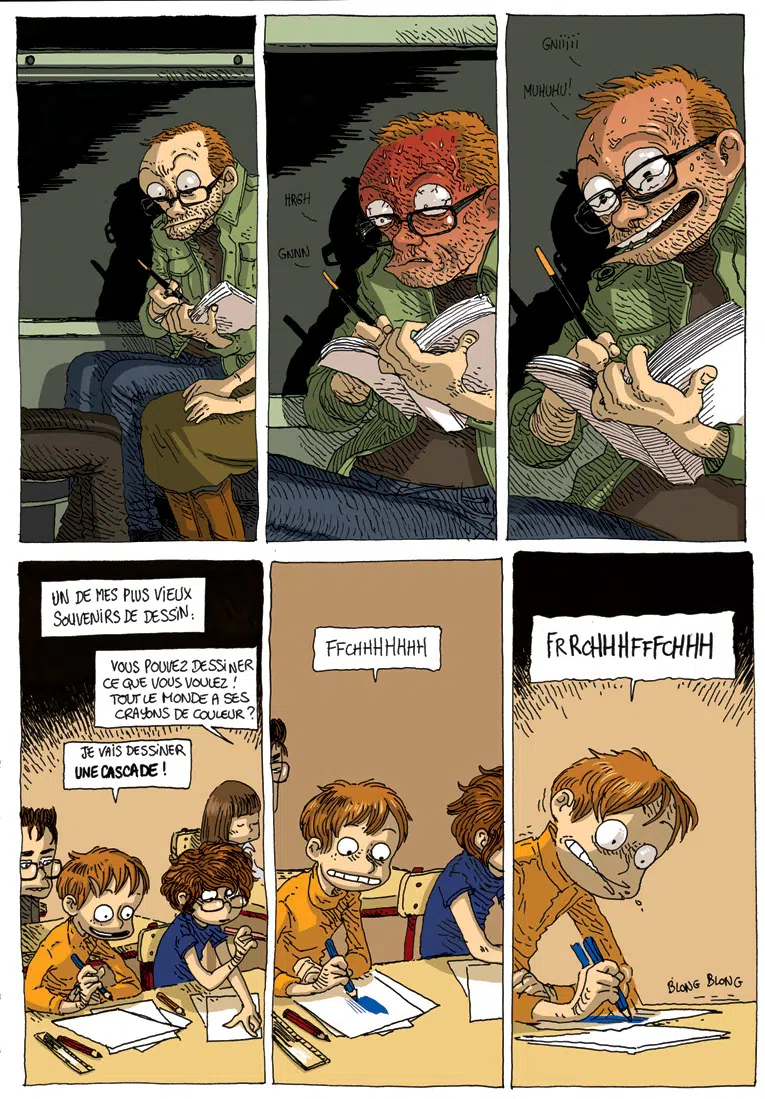 HRGH
GNNN
GNIIIII
MUHUHU!
UN DE MES PLUS VIEUX
SOUVENIRS DE DESSIN:
VOUS POUVEZ DESSINER
CE QUE VOUS VOULEZ!
TOUT LE MONDE A SES
CRAYONS DE COULEUR?
JE VAIS DESSINER
UNE CASCADE!
FFCHHHHHHH
FRROHHHFFFCHHH
BLONG BLONG